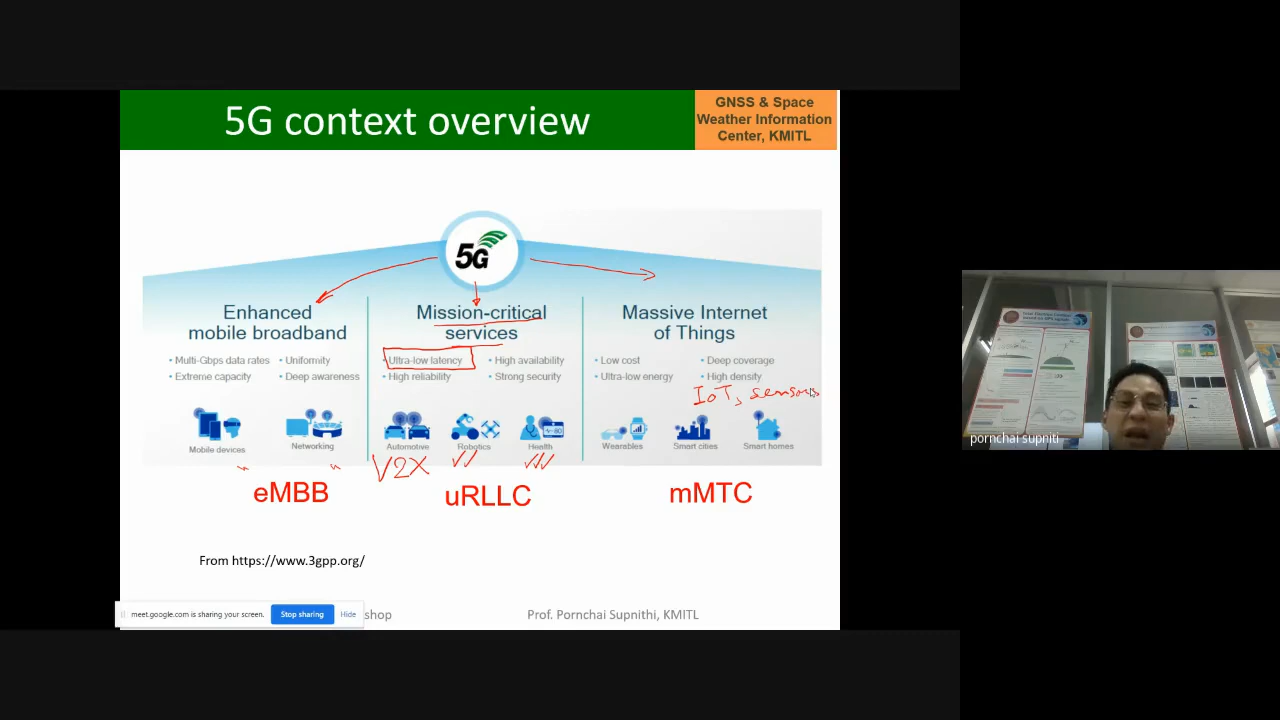 5G context overview
GNSS & Space
Weather Information
Center, KMITL
5G
Enhanced
mobile broadband
• Multi-Gbps data rates • Uniformity
• Extreme capacity • Deep awareness
Mobile devices Networking
eMBB
Mission-critical
services
• Ultra-low latency • High availability
• High reliability • Strong security
Automotive Robotics Health
V2X
uRLLC
Massive Internet
of Things
• Low cost • Deep coverage
• Ultra-low energy • High density
IoT, sensors
Wearables Smart cities Smart homes
mMTC
From https://www.3gpp.org/
meet.google.com is sharing your screen. Stop sharing Hide
shop
Prof. Pornchai Supnithi, KMITL
pornchai supniti